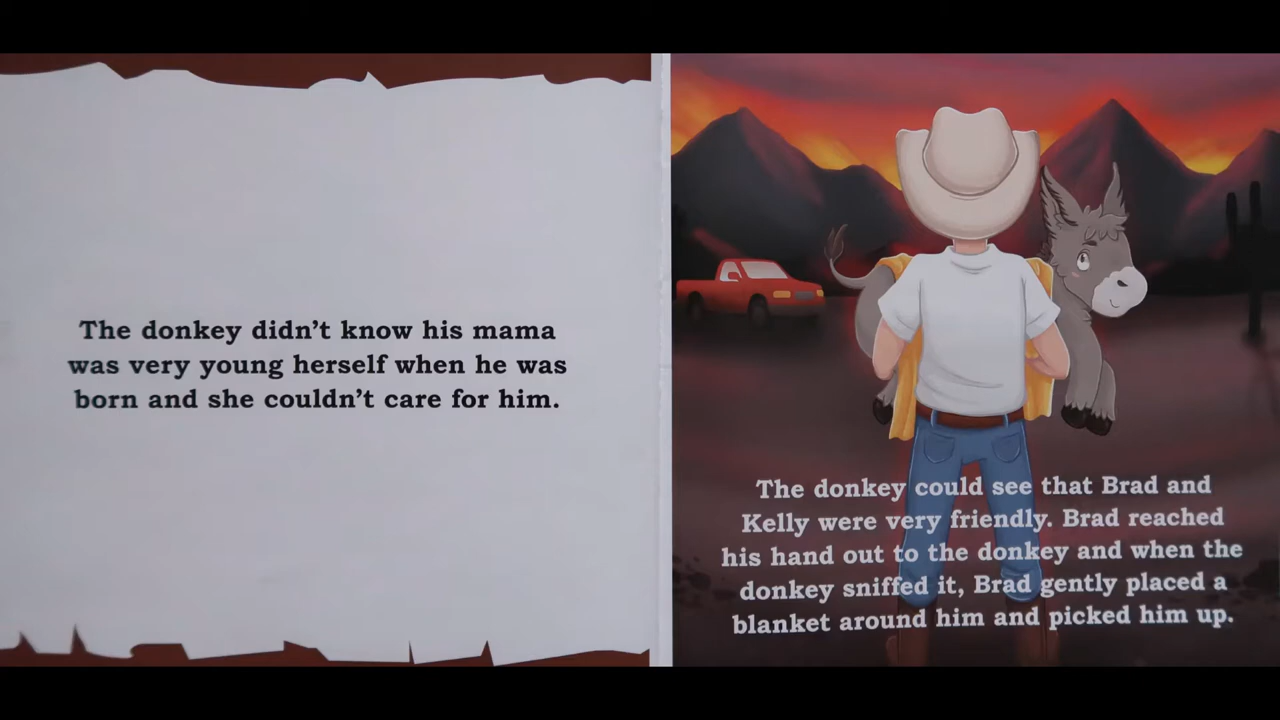 The donkey didn't know his mama
was very young herself when he was
born and she couldn't care for him.
The donkey could see that Brad and
Kelly were very friendly. Brad reached
his hand out to the donkey and when the
donkey sniffed it, Brad gently placed a
blanket around him and picked him up.